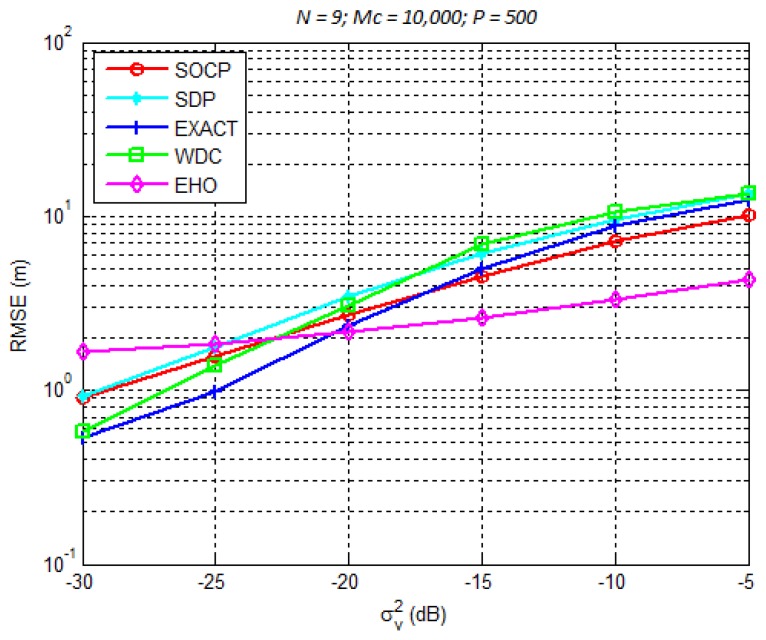 N = 9; Mc = 10,000; P = 500
10²
SOCP
SDP
EXACT
WDC
EHO
10¹
10⁰
10⁻¹
RMSE (m)
-30 -25 -20 -15 -10 -5
σᵥ² (dB)